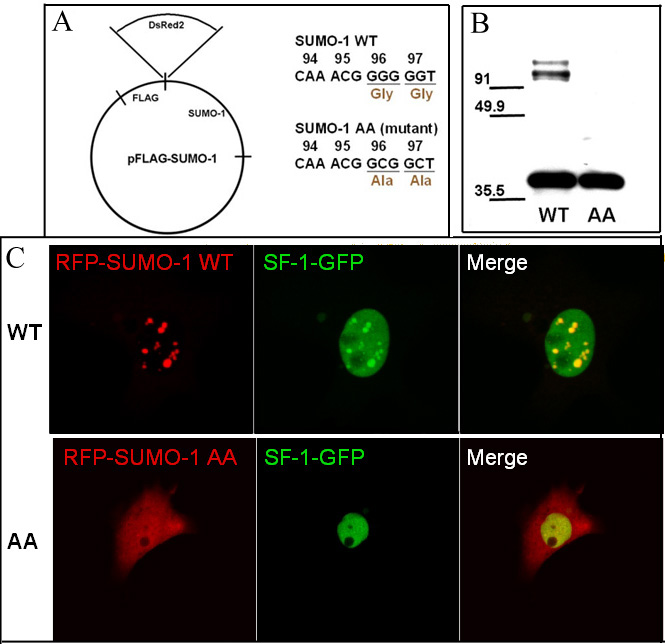 A
DsRed2
FLAG
SUMO-1
pFLAG-SUMO-1
SUMO-1 WT
94 95 96 97
CAA ACG GGG GGT
Gly Gly
SUMO-1 AA (mutant)
94 95 96 97
CAA ACG GCG GCT
Ala Ala
B
91
49.9
35.5
WT AA
C
RFP-SUMO-1 WT SF-1-GFP Merge
WT
RFP-SUMO-1 AA SF-1-GFP Merge
AA